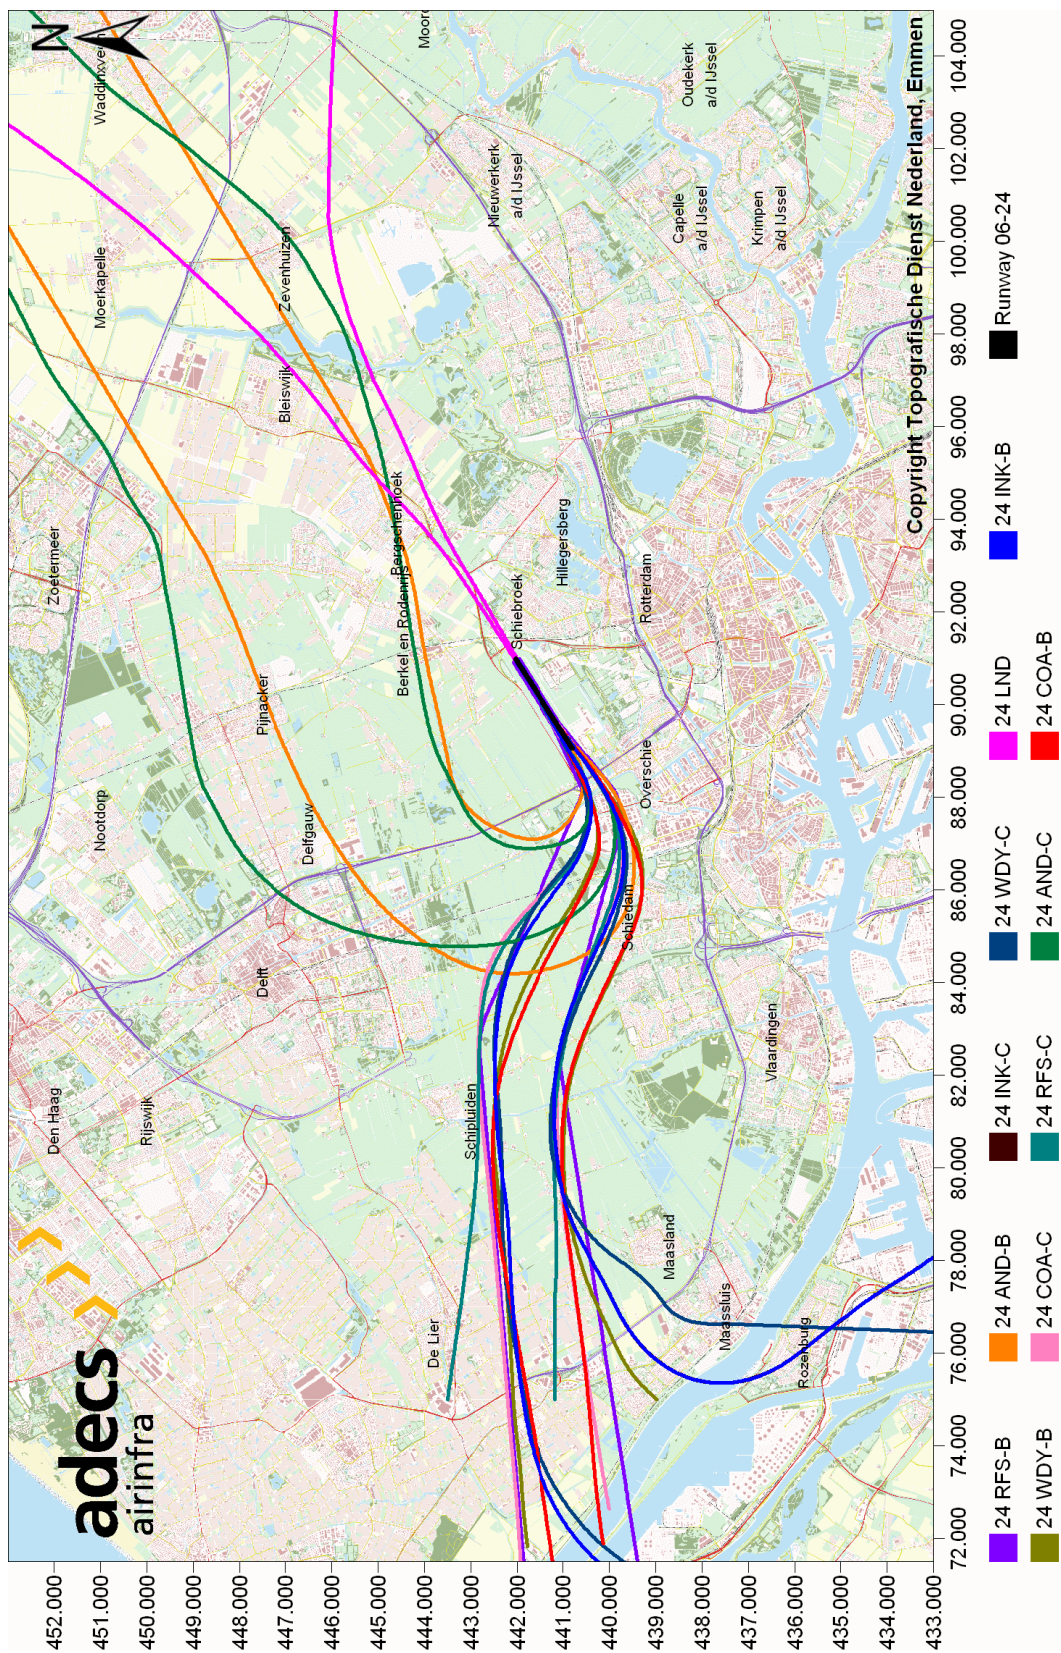 adecs
airinfra
N
Den Haag
Rijswijk
Nootdorp
Zoetermeer
Moerkapelle
Waddinxveen
Delft
Delfgauw
Pijnacker
Bleiswijk
Zevenhuizen
Moord
De Lier
Schipluiden
Berkel en Rodenrijs
Bergschenhoek
Schiebroek
Hillegersberg
Nieuwerkerk
a/d IJssel
Maasland
Maassluis
Rozenburg
Vlaardingen
Schiedam
Overschie
Rotterdam
Capelle
a/d IJssel
Krimpen
a/d IJssel
Oudekerk
a/d IJssel
Copyright Topografische Dienst Nederland, Emmen
452.000
451.000
450.000
449.000
448.000
447.000
446.000
445.000
444.000
443.000
442.000
441.000
440.000
439.000
438.000
437.000
436.000
435.000
434.000
433.000
72.000
74.000
76.000
78.000
80.000
82.000
84.000
86.000
88.000
90.000
92.000
94.000
96.000
98.000
100.000
102.000
104.000
24 RFS-B
24 AND-B
24 INK-C
24 WDY-C
24 LND
24 INK-B
Runway 06-24
24 WDY-B
24 COA-C
24 RFS-C
24 AND-C
24 COA-B